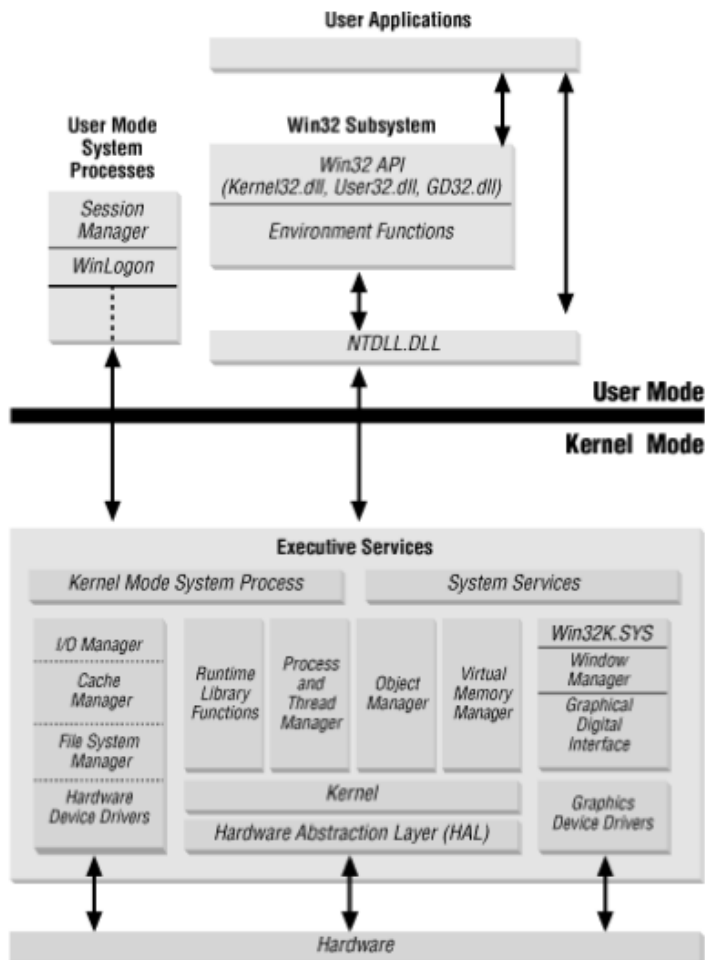 User Applications
User Mode
System
Processes
Win32 Subsystem
Win32 API
(Kernel32.dll, User32.dll, GD32.dll)
Environment Functions
Session
Manager
WinLogon
NTDLL.DLL
User Mode
Kernel Mode
Executive Services
Kernel Mode System Process
System Services
I/O Manager
Cache
Manager
File System
Manager
Hardware
Device Drivers
Runtime
Library
Functions
Process
and
Thread
Manager
Object
Manager
Virtual
Memory
Manager
Win32K.SYS
Window
Manager
Graphical
Digital
Interface
Kernel
Hardware Abstraction Layer (HAL)
Graphics
Device Drivers
Hardware